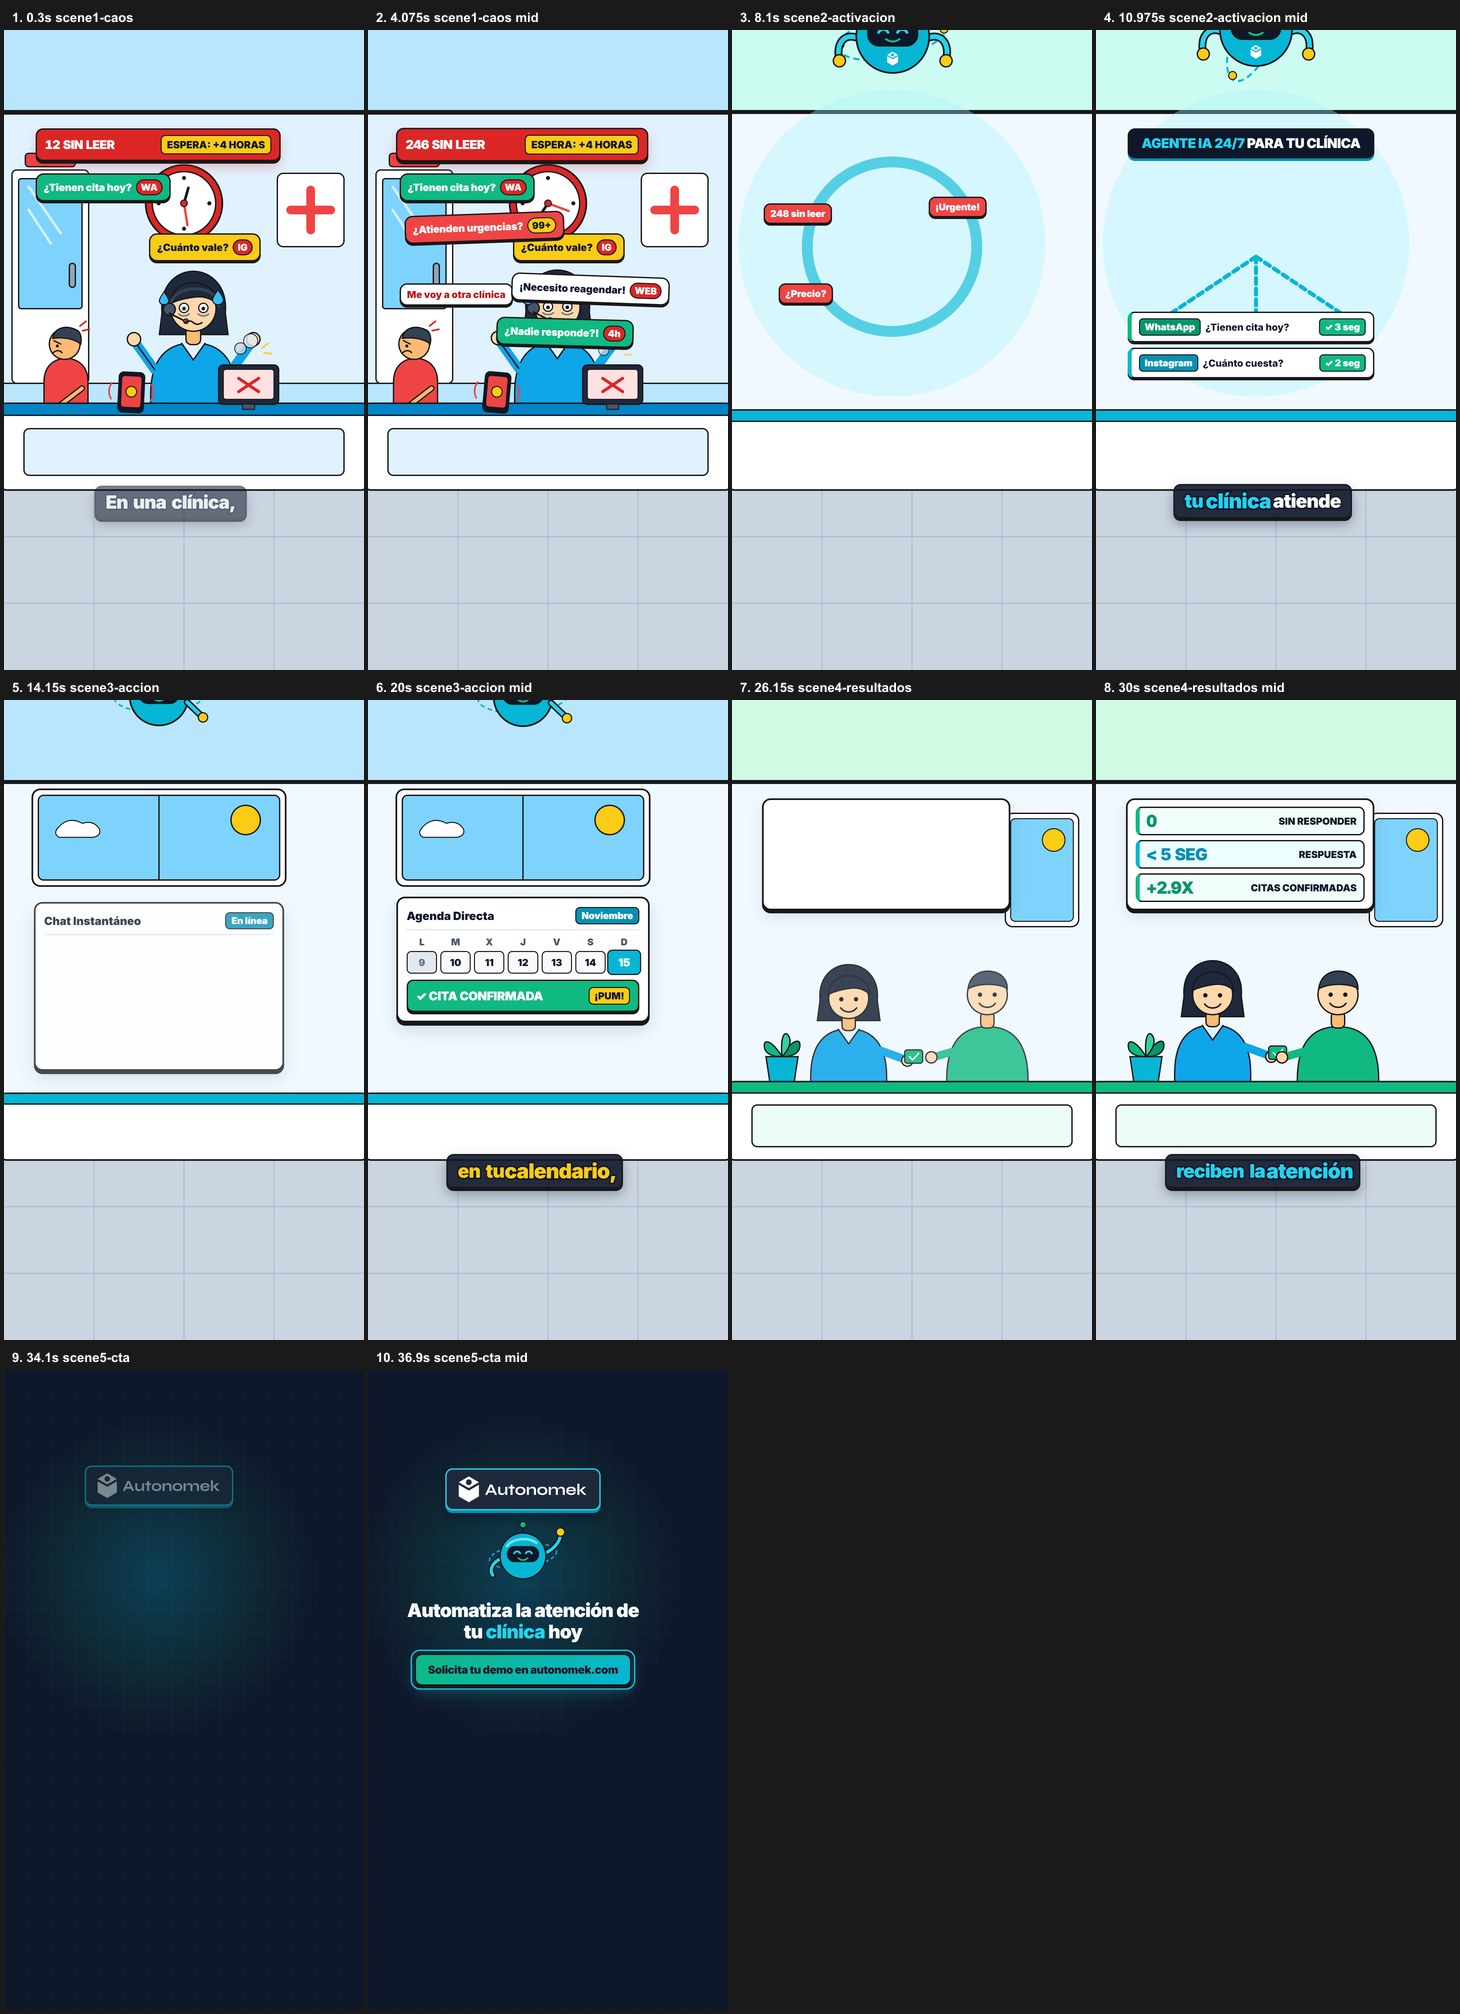 1. 0.3s scene1-caos
12 SIN LEER
ESPERA: +4 HORAS
¿Tienen cita hoy? WA
¿Cuánto vale? IG
En una clínica,
2. 4.075s scene1-caos mid
246 SIN LEER
ESPERA: +4 HORAS
¿Tienen cita hoy? WA
¿Atienden urgencias? 99+
¿Cuánto vale? IG
Me voy a otra clínica
¡Necesito reagendar! WEB
¿Nadie responde?! 4h
3. 8.1s scene2-activacion
248 sin leer
¡Urgente!
¿Precio?
4. 10.975s scene2-activacion mid
AGENTE IA 24/7 PARA TU CLÍNICA
WhatsApp ¿Tienen cita hoy? ✓ 3 seg
Instagram ¿Cuánto cuesta? ✓ 2 seg
tu clínica atiende
5. 14.15s scene3-accion
Chat Instantáneo
En línea
6. 20s scene3-accion mid
Agenda Directa
Noviembre
L M X J V S D
9 10 11 12 13 14 15
✓ CITA CONFIRMADA ¡PUM!
en tucalendario,
7. 26.15s scene4-resultados
8. 30s scene4-resultados mid
0 SIN RESPONDER
< 5 SEG RESPUESTA
+2.9X CITAS CONFIRMADAS
reciben la atención
9. 34.1s scene5-cta
Autonomek
10. 36.9s scene5-cta mid
Autonomek
Automatiza la atención de
tu clínica hoy
Solicita tu demo en autonomek.com